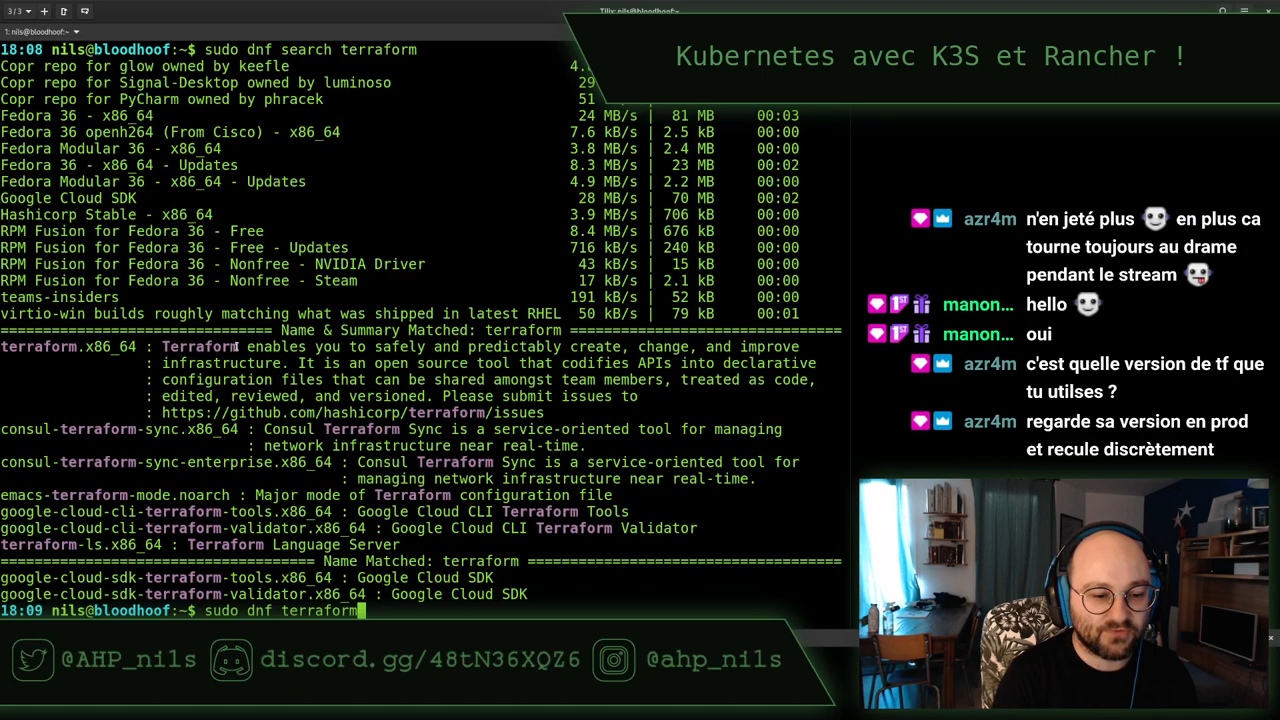 3/3
Tilix: nils@bloodhoof:~
1: nils@bloodhoof:~
18:08 nils@bloodhoof:~$ sudo dnf search terraform
Copr repo for glow owned by keefle 4.
Copr repo for Signal-Desktop owned by luminoso 29
Copr repo for PyCharm owned by phracek 51
Fedora 36 - x86_64 24 MB/s | 81 MB 00:03
Fedora 36 openh264 (From Cisco) - x86_64 7.6 kB/s | 2.5 kB 00:00
Fedora Modular 36 - x86_64 3.8 MB/s | 2.4 MB 00:00
Fedora 36 - x86_64 - Updates 8.3 MB/s | 23 MB 00:02
Fedora Modular 36 - x86_64 - Updates 4.9 MB/s | 2.2 MB 00:00
Google Cloud SDK 28 MB/s | 70 MB 00:02
Hashicorp Stable - x86_64 3.9 MB/s | 706 kB 00:00
RPM Fusion for Fedora 36 - Free 8.4 MB/s | 676 kB 00:00
RPM Fusion for Fedora 36 - Free - Updates 716 kB/s | 240 kB 00:00
RPM Fusion for Fedora 36 - Nonfree - NVIDIA Driver 43 kB/s | 15 kB 00:00
RPM Fusion for Fedora 36 - Nonfree - Steam 17 kB/s | 2.1 kB 00:00
teams-insiders 191 kB/s | 52 kB 00:00
virtio-win builds roughly matching what was shipped in latest RHEL 50 kB/s | 79 kB 00:01
================================ Name & Summary Matched: terraform ================================
terraform.x86_64 : Terraform enables you to safely and predictably create, change, and improve
: infrastructure. It is an open source tool that codifies APIs into declarative
: configuration files that can be shared amongst team members, treated as code,
: edited, reviewed, and versioned. Please submit issues to
: https://github.com/hashicorp/terraform/issues
consul-terraform-sync.x86_64 : Consul Terraform Sync is a service-oriented tool for managing
: network infrastructure near real-time.
consul-terraform-sync-enterprise.x86_64 : Consul Terraform Sync is a service-oriented tool for
: managing network infrastructure near real-time.
emacs-terraform-mode.noarch : Major mode of Terraform configuration file
google-cloud-cli-terraform-tools.x86_64 : Google Cloud CLI Terraform Tools
google-cloud-cli-terraform-validator.x86_64 : Google Cloud CLI Terraform Validator
terraform-ls.x86_64 : Terraform Language Server
===================================== Name Matched: terraform =====================================
google-cloud-sdk-terraform-tools.x86_64 : Google Cloud SDK
google-cloud-sdk-terraform-validator.x86_64 : Google Cloud SDK
18:09 nils@bloodhoof:~$ sudo dnf terraform
Kubernetes avec K3S et Rancher !
azr4m n'en jeté plus en plus ca
tourne toujours au drame
pendant le stream
1ST manon... hello
1ST manon... oui
azr4m c'est quelle version de tf que
tu utilses ?
azr4m regarde sa version en prod
et recule discrètement
@AHP_nils discord.gg/48tN36XQZ6 @ahp_nils